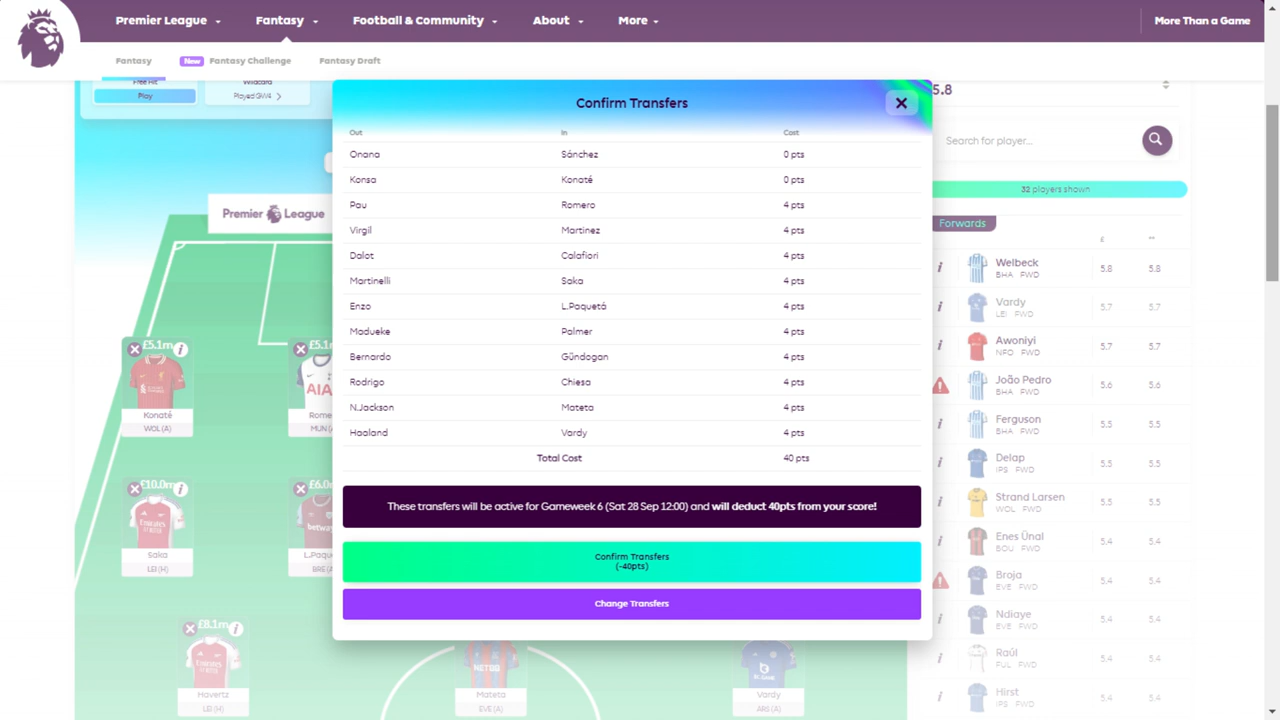 Premier League
Fantasy
Football & Community
About
More
More Than a Game
Fantasy
New
Fantasy Challenge
Fantasy Draft
Free Hit
Play
Wildcard
Played GW4
Premier League
£5.1m
Konaté
WOL (A)
£5.1m
AIA
Rome
MUN (A
£10.0m
Saka
LEI (H)
£6.0m
L.Paque
BRE (A
£8.1m
Havertz
LEI (H)
Mateta
EVE (A)
Vardy
ARS (A)
Confirm Transfers
Out In Cost
Onana Sánchez 0 pts
Konsa Konaté 0 pts
Pau Romero 4 pts
Virgil Martinez 4 pts
Dalot Calafiori 4 pts
Martinelli Saka 4 pts
Enzo L.Paquetá 4 pts
Madueke Palmer 4 pts
Bernardo Gündogan 4 pts
Rodrigo Chiesa 4 pts
N.Jackson Mateta 4 pts
Haaland Vardy 4 pts
Total Cost 40 pts
These transfers will be active for Gameweek 6 (Sat 28 Sep 12:00) and will deduct 40pts from your score!
Confirm Transfers
(-40pts)
Change Transfers
5.8
Search for player...
32 players shown
Forwards
£ **
Welbeck 5.8 5.8
BHA FWD
Vardy 5.7 5.7
LEI FWD
Awoniyi 5.7 5.7
NFO FWD
João Pedro 5.6 5.6
BHA FWD
Ferguson 5.5 5.5
BHA FWD
Delap 5.5 5.5
IPS FWD
Strand Larsen 5.5 5.5
WOL FWD
Enes Ünal 5.4 5.4
BOU FWD
Broja 5.4 5.4
EVE FWD
Ndiaye 5.4 5.4
EVE FWD
Raúl 5.4 5.4
FUL FWD
Hirst 5.4 5.4
IPS FWD